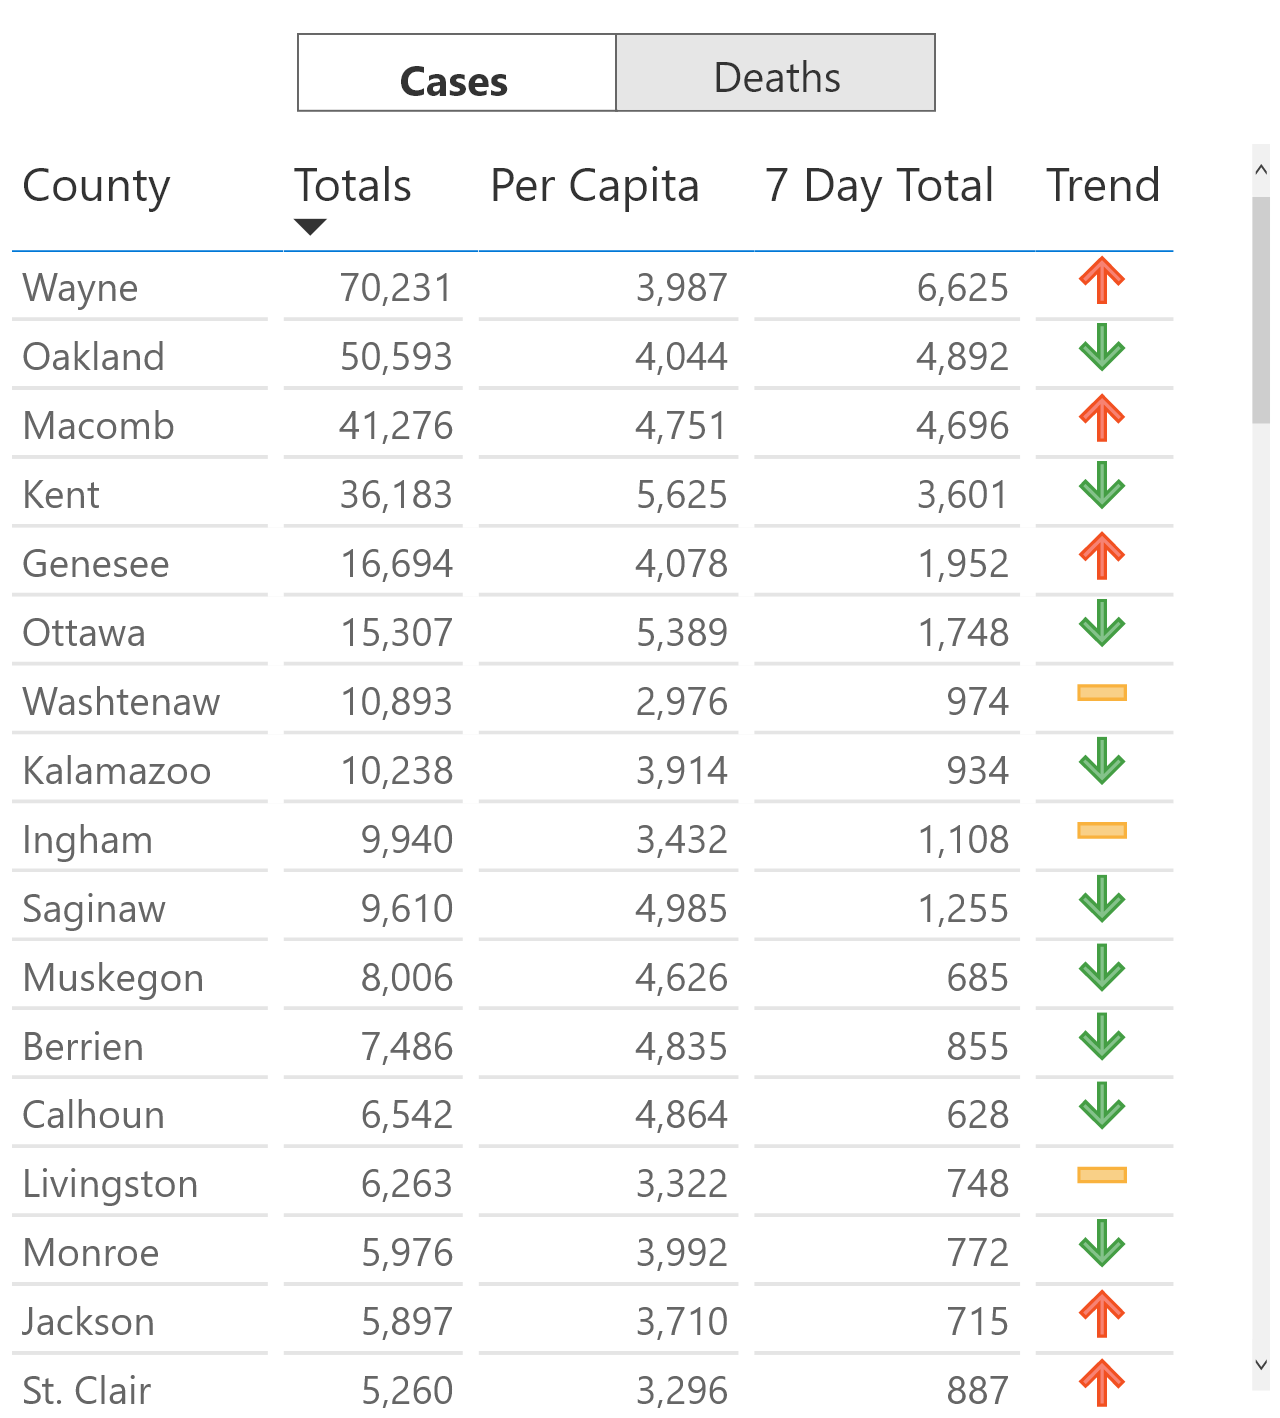 Cases Deaths
County Totals Per Capita 7 Day Total Trend
Wayne 70,231 3,987 6,625
Oakland 50,593 4,044 4,892
Macomb 41,276 4,751 4,696
Kent 36,183 5,625 3,601
Genesee 16,694 4,078 1,952
Ottawa 15,307 5,389 1,748
Washtenaw 10,893 2,976 974
Kalamazoo 10,238 3,914 934
Ingham 9,940 3,432 1,108
Saginaw 9,610 4,985 1,255
Muskegon 8,006 4,626 685
Berrien 7,486 4,835 855
Calhoun 6,542 4,864 628
Livingston 6,263 3,322 748
Monroe 5,976 3,992 772
Jackson 5,897 3,710 715
St. Clair 5,260 3,296 887